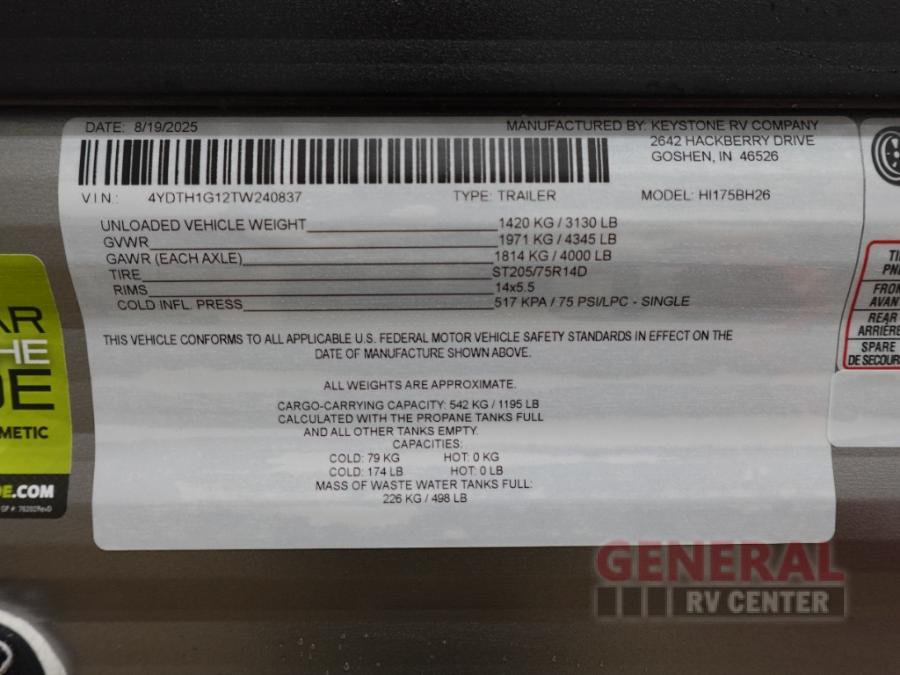 DATE: 8/19/2025
MANUFACTURED BY: KEYSTONE RV COMPANY
2642 HACKBERRY DRIVE
GOSHEN, IN 46526
VIN: 4YDTH1G12TW240837 TYPE: TRAILER MODEL: HI175BH26
UNLOADED VEHICLE WEIGHT 1420 KG / 3130 LB
GVWR 1971 KG / 4345 LB
GAWR (EACH AXLE) 1814 KG / 4000 LB
TIRE ST205/75R14D
RIMS 14x5.5
COLD INFL. PRESS 517 KPA / 75 PSI/LPC - SINGLE
THIS VEHICLE CONFORMS TO ALL APPLICABLE U.S. FEDERAL MOTOR VEHICLE SAFETY STANDARDS IN EFFECT ON THE
DATE OF MANUFACTURE SHOWN ABOVE.
ALL WEIGHTS ARE APPROXIMATE.
CARGO-CARRYING CAPACITY: 542 KG / 1195 LB
CALCULATED WITH THE PROPANE TANKS FULL
AND ALL OTHER TANKS EMPTY.
CAPACITIES:
COLD: 79 KG HOT: 0 KG
COLD: 174 LB HOT: 0 LB
MASS OF WASTE WATER TANKS FULL:
226 KG / 498 LB
AR
HE
DE
METIC
DE.COM
TI
PNE
FRON
AVANT
REAR
ARRIÈRE
SPARE
DE SECOURS
GENERAL
RV CENTER